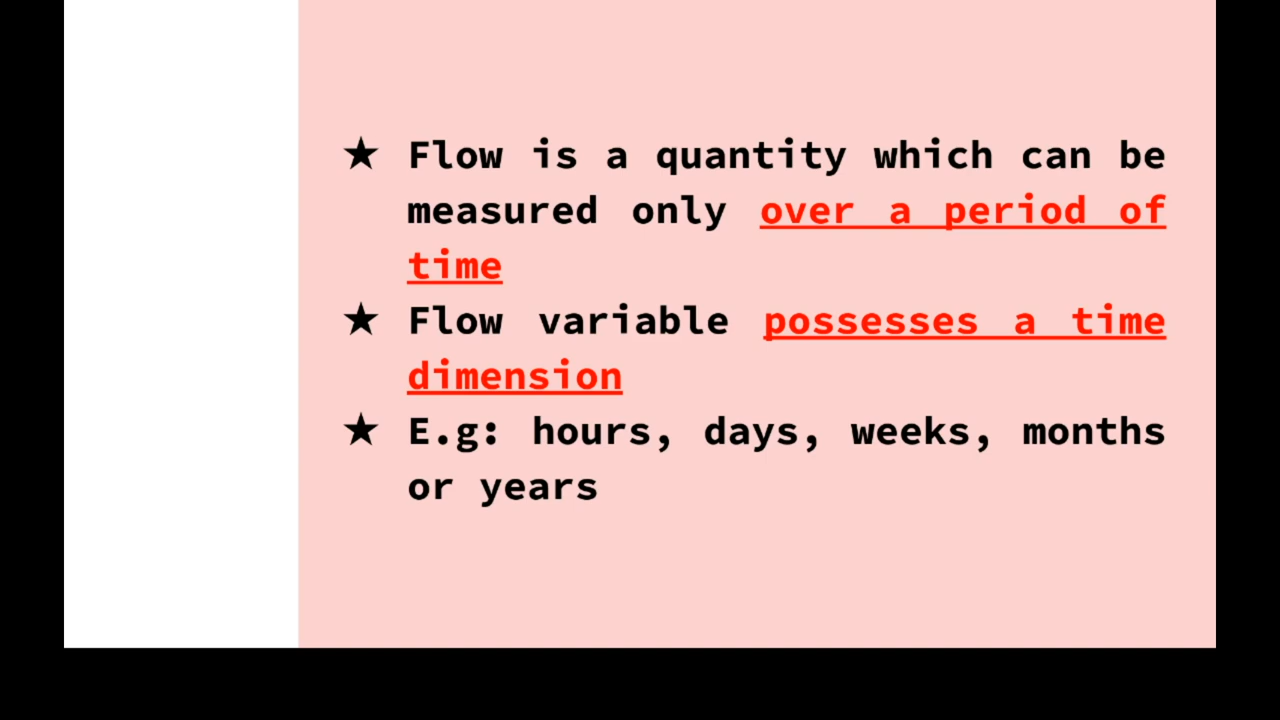 ★ Flow is a quantity which can be
measured only over a period of
time
★ Flow variable possesses a time
dimension
★ E.g: hours, days, weeks, months
or years